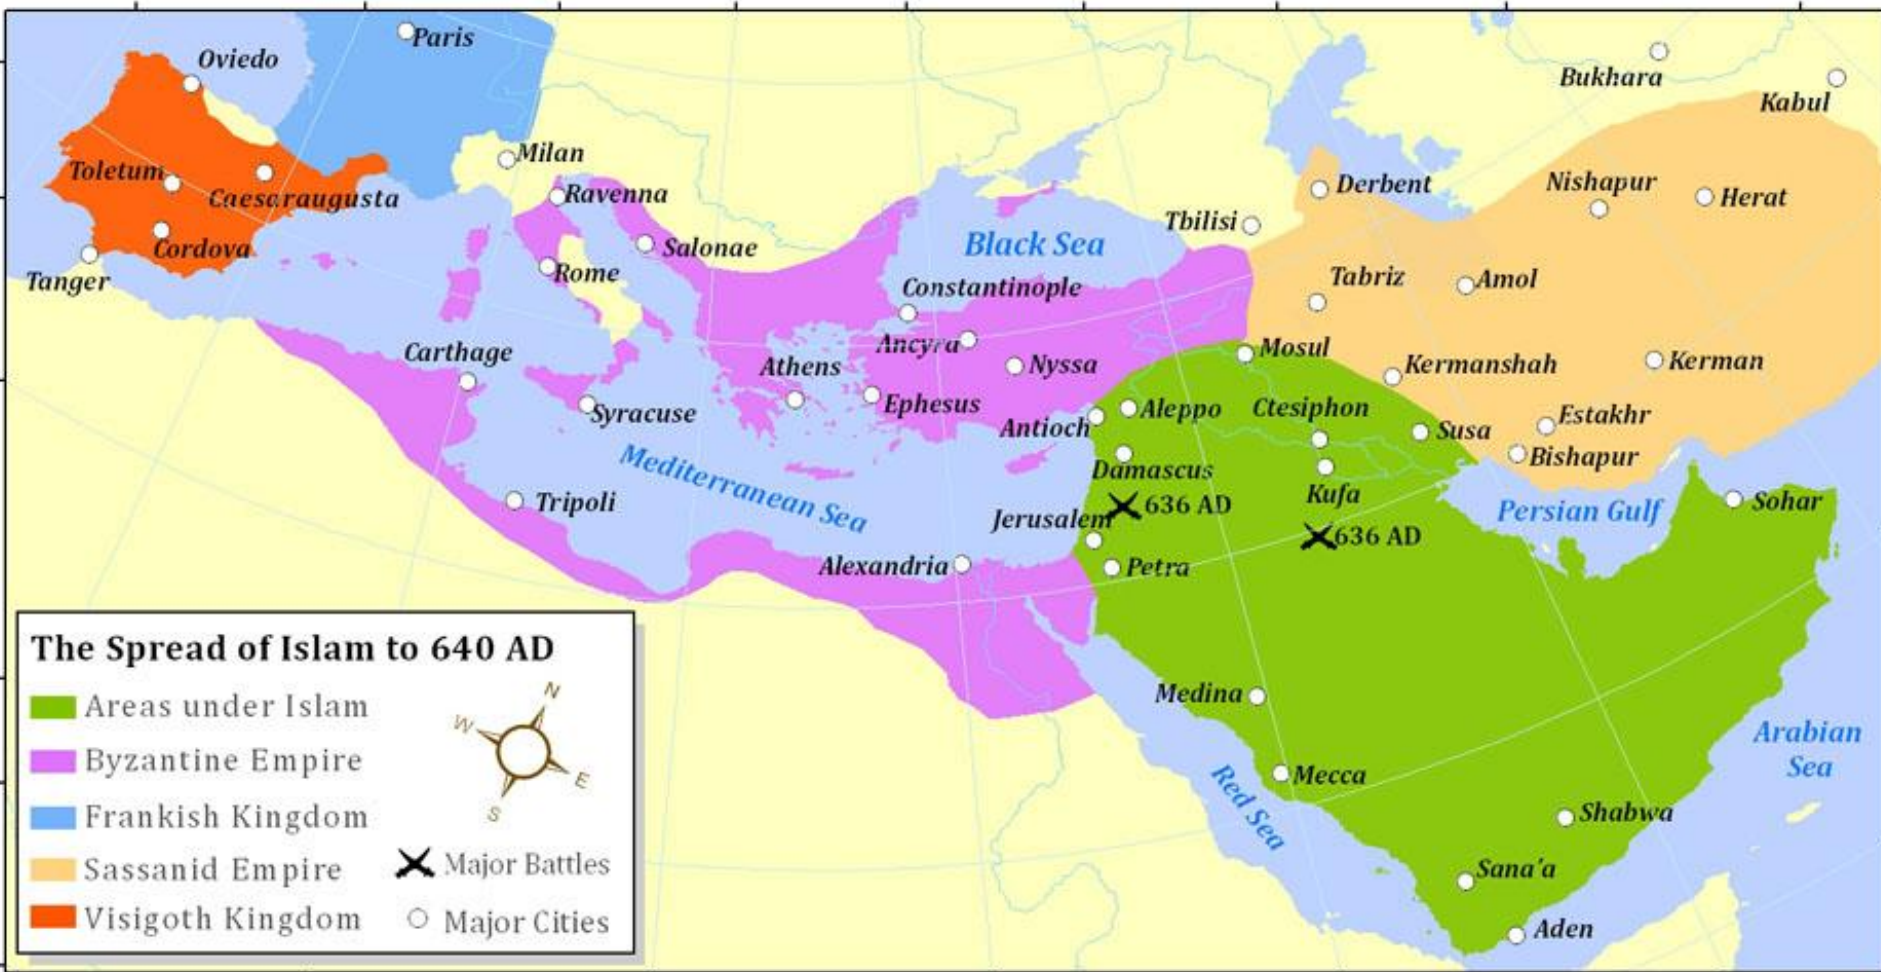 Paris
Oviedo
Bukhara
Kabul
Milan
Toletum
Caesaraugusta
Ravenna
Derbent
Nishapur
Herat
Tbilisi
Cordova
Salonae
Black Sea
Tanger
Rome
Tabriz
Amol
Constantinople
Carthage
Ancyra
Athens
Nyssa
Mosul
Kermanshah
Kerman
Syracuse
Ephesus
Antioch
Aleppo
Ctesiphon
Susa
Estakhr
Bishapur
Mediterranean Sea
Damascus
Kufa
Tripoli
636 AD
Jerusalem
636 AD
Persian Gulf
Sohar
Alexandria
Petra
The Spread of Islam to 640 AD
Areas under Islam
Byzantine Empire
Frankish Kingdom
Sassanid Empire
Visigoth Kingdom
N
W
E
S
Major Battles
Major Cities
Medina
Mecca
Red Sea
Arabian
Sea
Shabwa
Sana'a
Aden